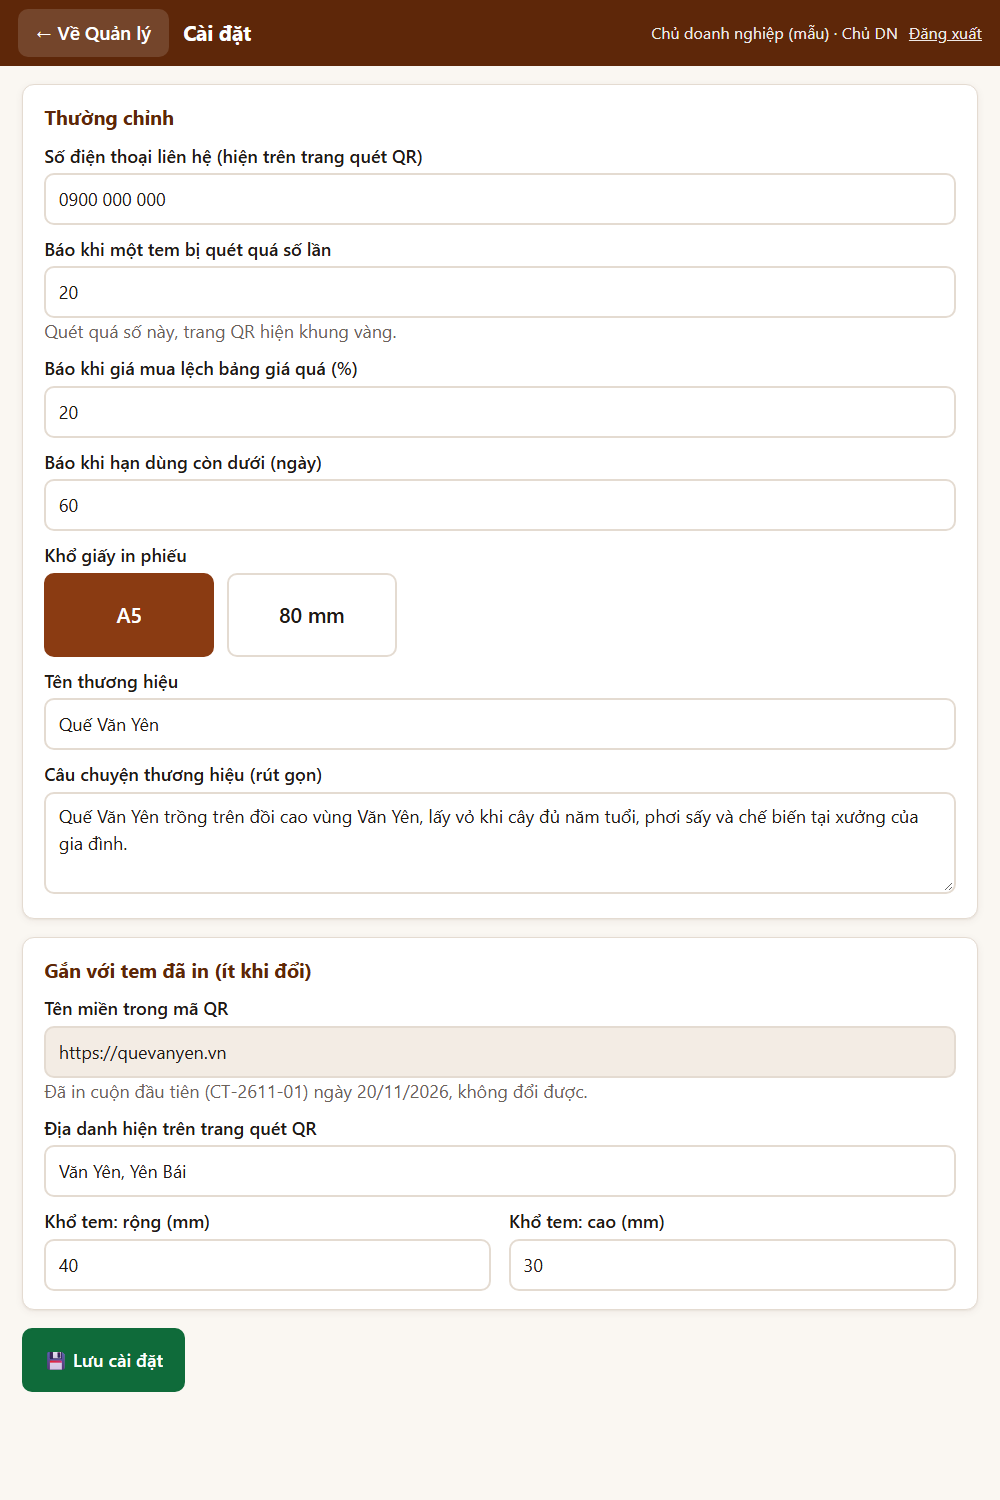 ← Về Quản lý
Cài đặt
Chủ doanh nghiệp (mẫu) · Chủ DN Đăng xuất
Thường chỉnh
Số điện thoại liên hệ (hiện trên trang quét QR)
0900 000 000
Báo khi một tem bị quét quá số lần
20
Quét quá số này, trang QR hiện khung vàng.
Báo khi giá mua lệch bảng giá quá (%)
20
Báo khi hạn dùng còn dưới (ngày)
60
Khổ giấy in phiếu
A5
80 mm
Tên thương hiệu
Quế Văn Yên
Câu chuyện thương hiệu (rút gọn)
Quế Văn Yên trồng trên đồi cao vùng Văn Yên, lấy vỏ khi cây đủ năm tuổi, phơi sấy và chế biến tại xưởng của
gia đình.
Gắn với tem đã in (ít khi đổi)
Tên miền trong mã QR
https://quevanyen.vn
Đã in cuộn đầu tiên (CT-2611-01) ngày 20/11/2026, không đổi được.
Địa danh hiện trên trang quét QR
Văn Yên, Yên Bái
Khổ tem: rộng (mm)
Khổ tem: cao (mm)
40
30
💾 Lưu cài đặt